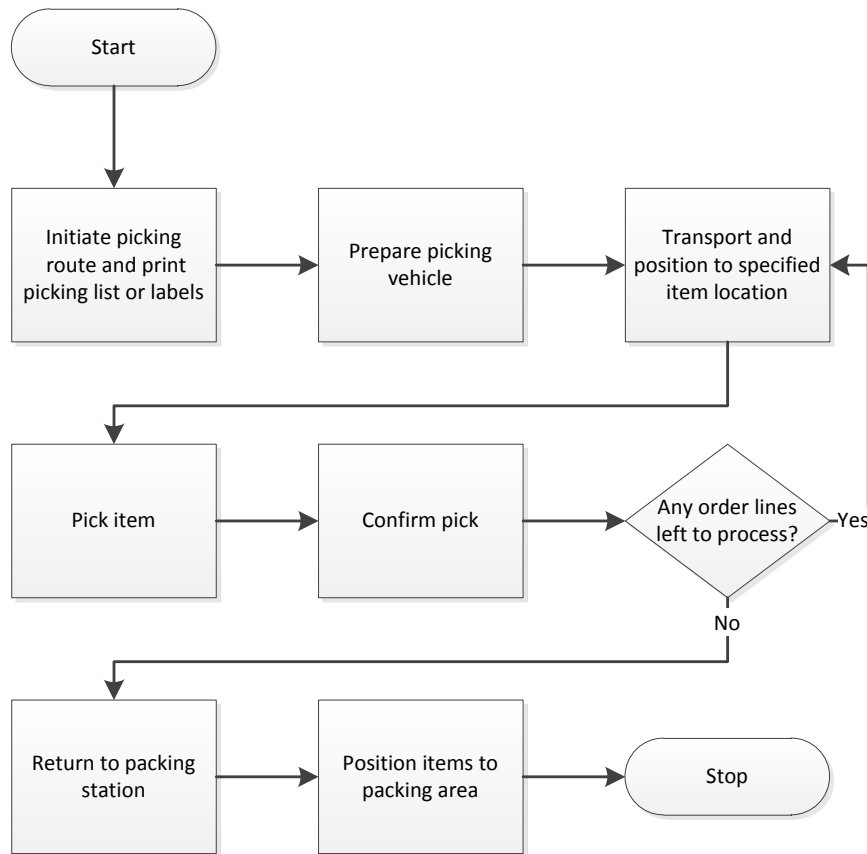 Start
Initiate picking
route and print
picking list or labels
Prepare picking
vehicle
Transport and
position to specified
item location
Pick item
Confirm pick
Any order lines
left to process?
Yes
No
Return to packing
station
Position items to
packing area
Stop